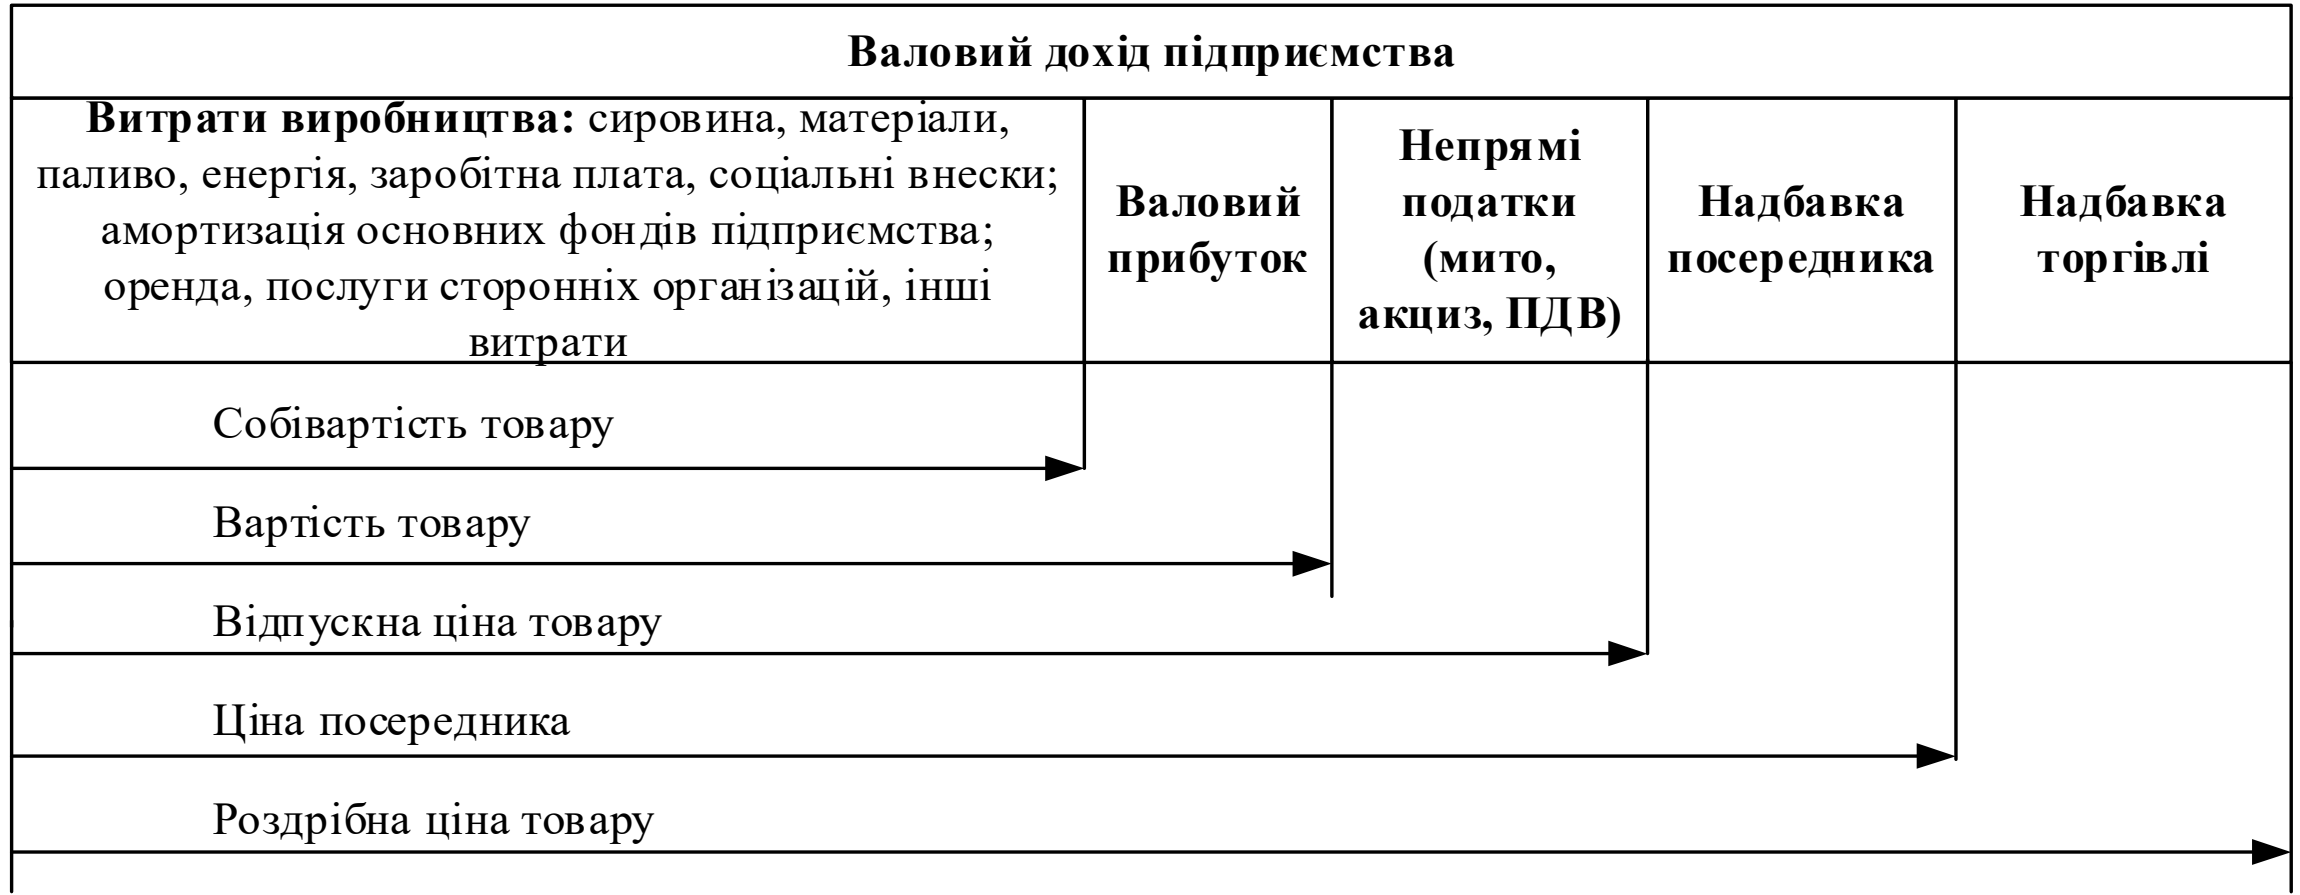 Валовий дохід підприємства
Витрати виробництва: сировина, матеріали,
паливо, енергія, заробітна плата, соціальні внески;
амортизація основних фондів підприємства;
оренда, послуги сторонніх організацій, інші
витрати
Валовий
прибуток
Непрямі
податки
(мито,
акциз, ПДВ)
Надбавка
посередника
Надбавка
торгівлі
Собівартість товару
Вартість товару
Відпускна ціна товару
Ціна посередника
Роздрібна ціна товару